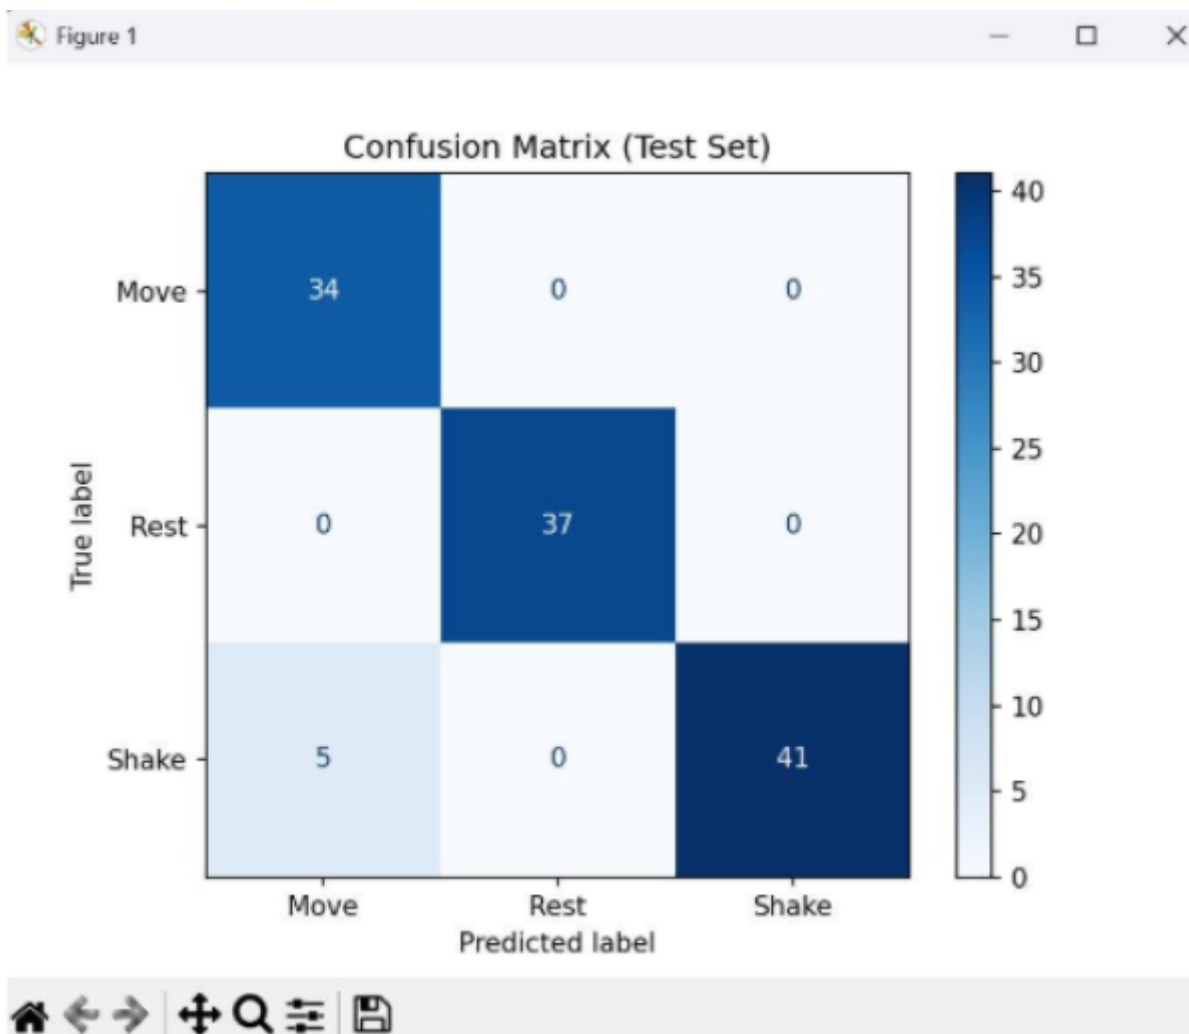 Figure 1
Confusion Matrix (Test Set)
Move
34
0
0
Rest
0
37
0
Shake
5
0
41
True label
Move
Rest
Shake
Predicted label
40
35
30
25
20
15
10
5
0